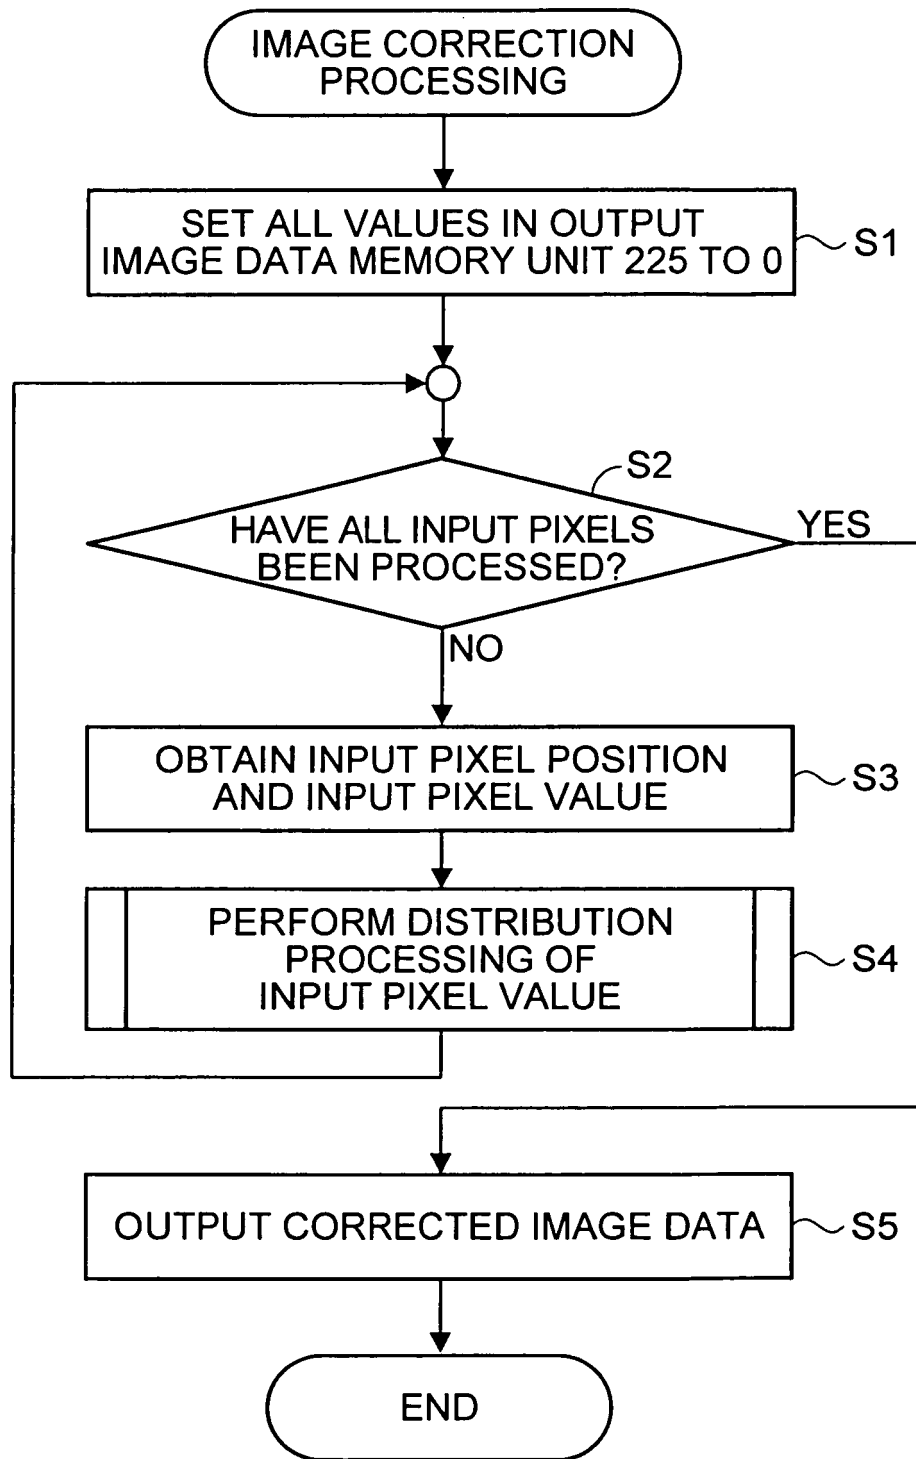 IMAGE CORRECTION
PROCESSING
SET ALL VALUES IN OUTPUT
IMAGE DATA MEMORY UNIT 225 TO 0
S1
S2
HAVE ALL INPUT PIXELS
BEEN PROCESSED?
YES
NO
OBTAIN INPUT PIXEL POSITION
AND INPUT PIXEL VALUE
S3
PERFORM DISTRIBUTION
PROCESSING OF
INPUT PIXEL VALUE
S4
OUTPUT CORRECTED IMAGE DATA
S5
END